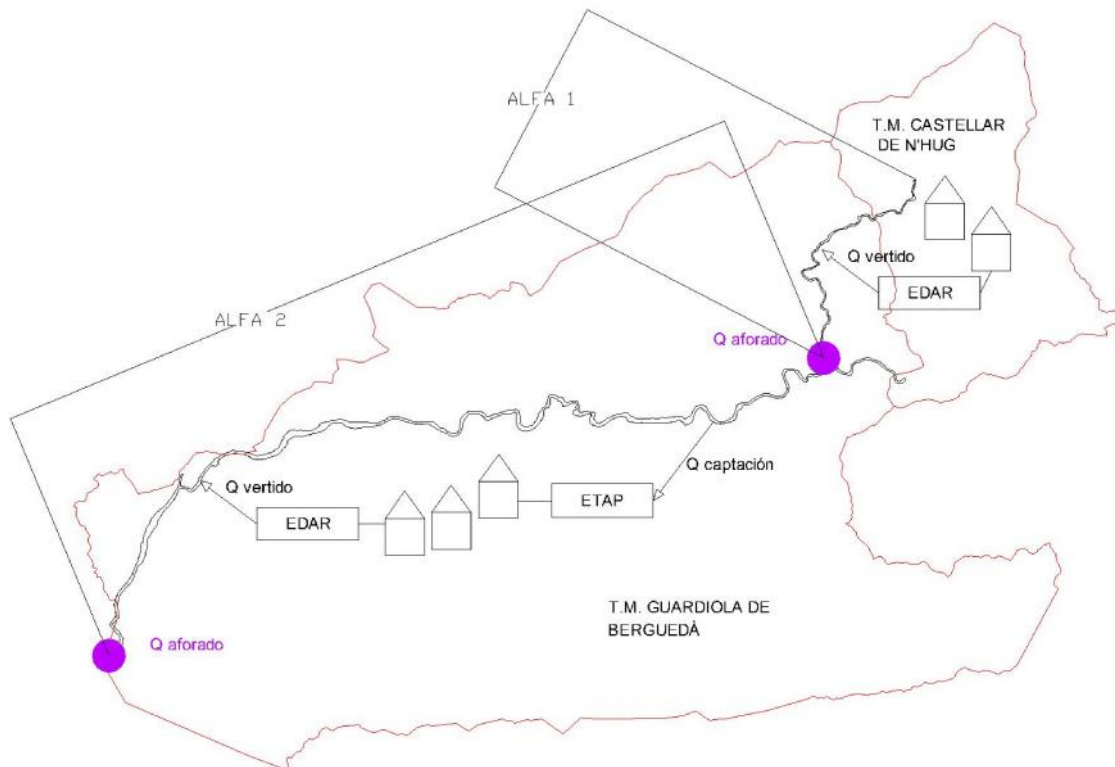 ALFA 1
T.M. CASTELLAR
DE N'HUG
Q vertido
EDAR
ALFA 2
Q aforado
Q captación
Q vertido
ETAP
EDAR
T.M. GUARDIOLA DE
BERGUEDÀ
Q aforado